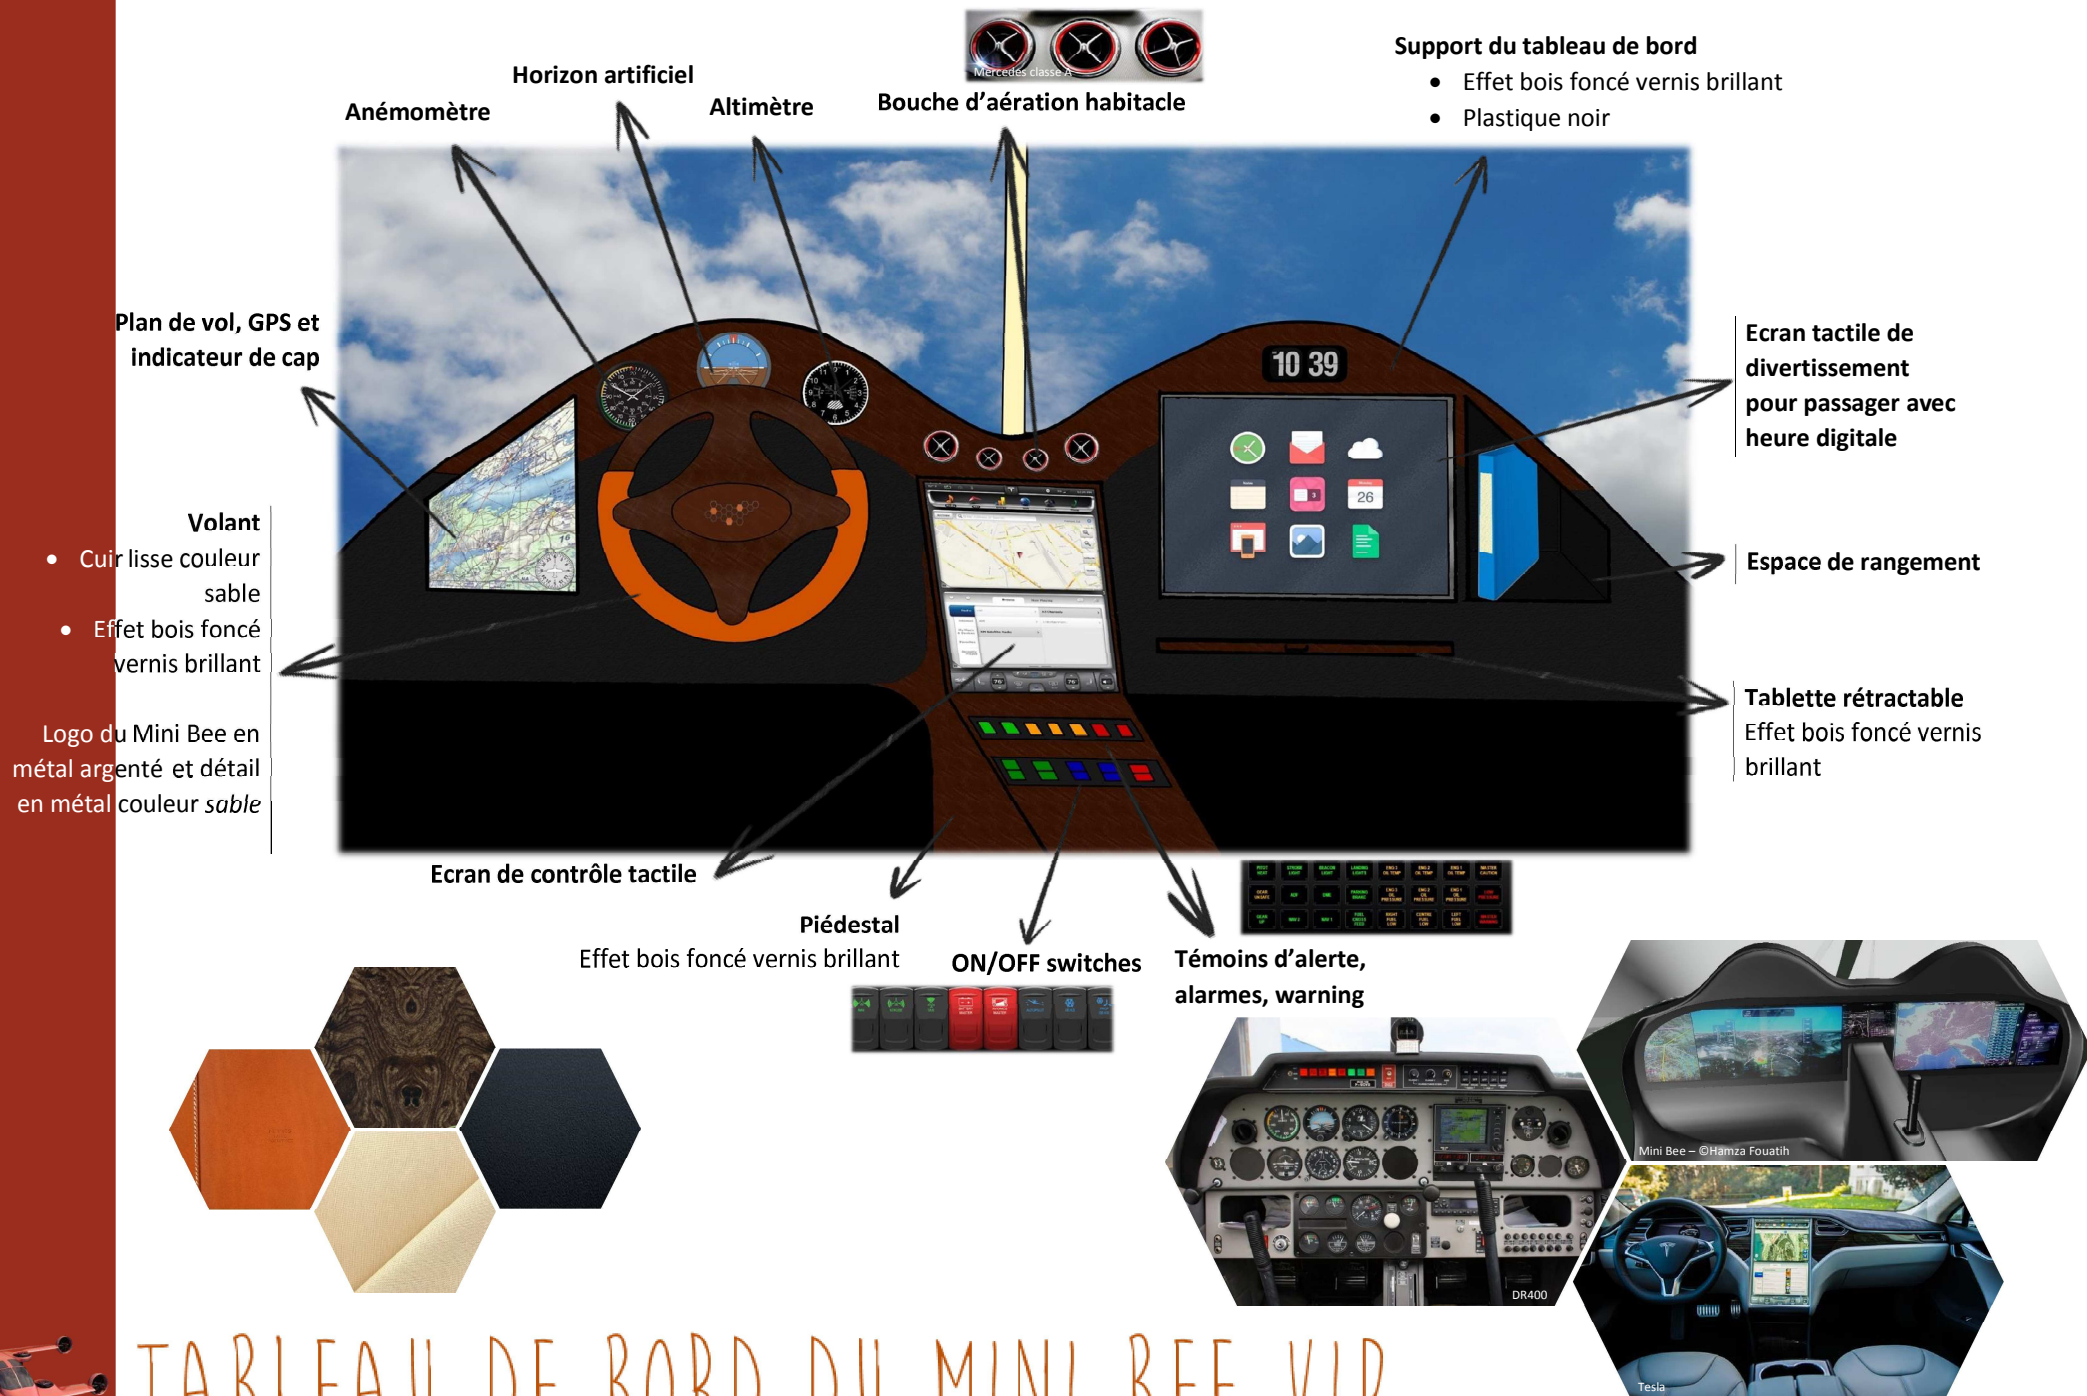 Mercedes classe A
Support du tableau de bord
• Effet bois foncé vernis brillant
• Plastique noir
Horizon artificiel
Anémomètre
Altimètre
Bouche d'aération habitacle
Plan de vol, GPS et
indicateur de cap
10 39
Ecran tactile de
divertissement
pour passager avec
heure digitale
26
Volant
• Cuir lisse couleur
sable
• Effet bois foncé
vernis brillant
Logo du Mini Bee en
métal argenté et détail
en métal couleur sable
Espace de rangement
Tablette rétractable
Effet bois foncé vernis
brillant
Ecran de contrôle tactile
Piédestal
Effet bois foncé vernis brillant
ON/OFF switches
Témoins d'alerte,
alarmes, warning
Mini Bee – ©Hamza Fouatih
DR400
Tesla
TABLEAU DE BORD DU MINI BEE VIP